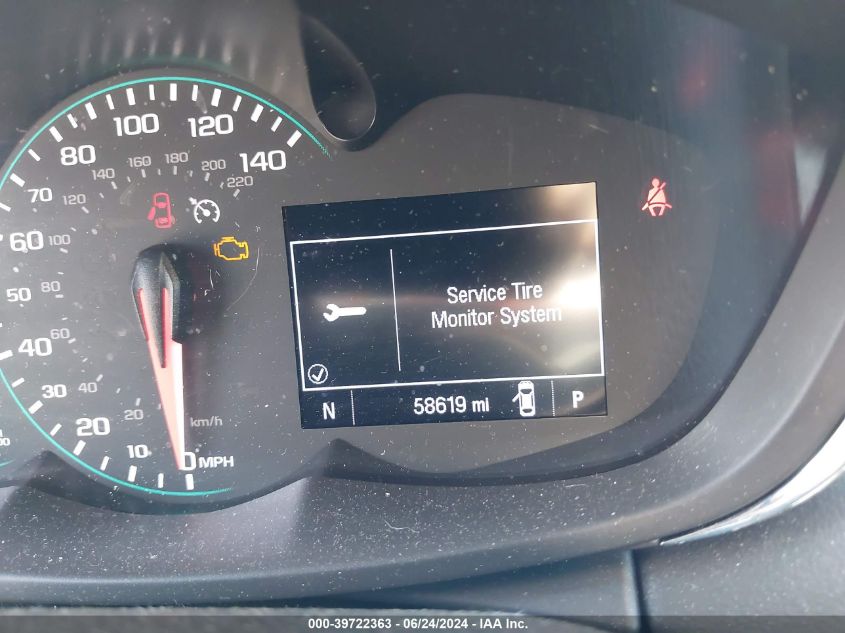 100 120
80 140
140 160 180 200 220
70 120
60 100
50 80
40 60
30 40
20 20 km/h
10 0 MPH
Service Tire
Monitor System
N 58619 mi P
000-39722363 - 06/24/2024 - IAA Inc.